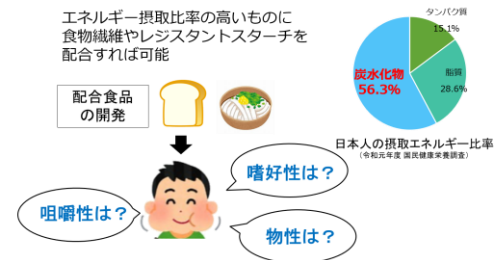 エネルギー摂取比率の高いものに
食物繊維やレジスタントスターチを
配合すれば可能
配合食品
の開発
タンパク質
15.1%
脂質
28.6%
炭水化物
56.3%
日本人の摂取エネルギー比率
(令和元年度 国民健康栄養調査)
嗜好性は？
咀嚼性は？
物性は？